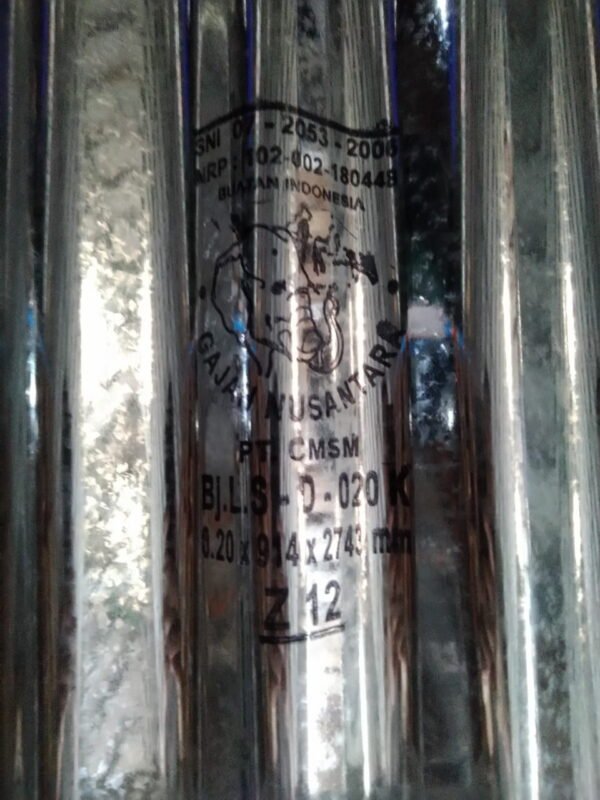 SNI 07 - 2053 - 2006
NRP : 102-002-180448
BUATAN INDONESIA
GAJAH NUSANTARA
PT. CMSM
Bj.L.S - D - 020 K
0.20 x 914 x 2743 mm
Z 12